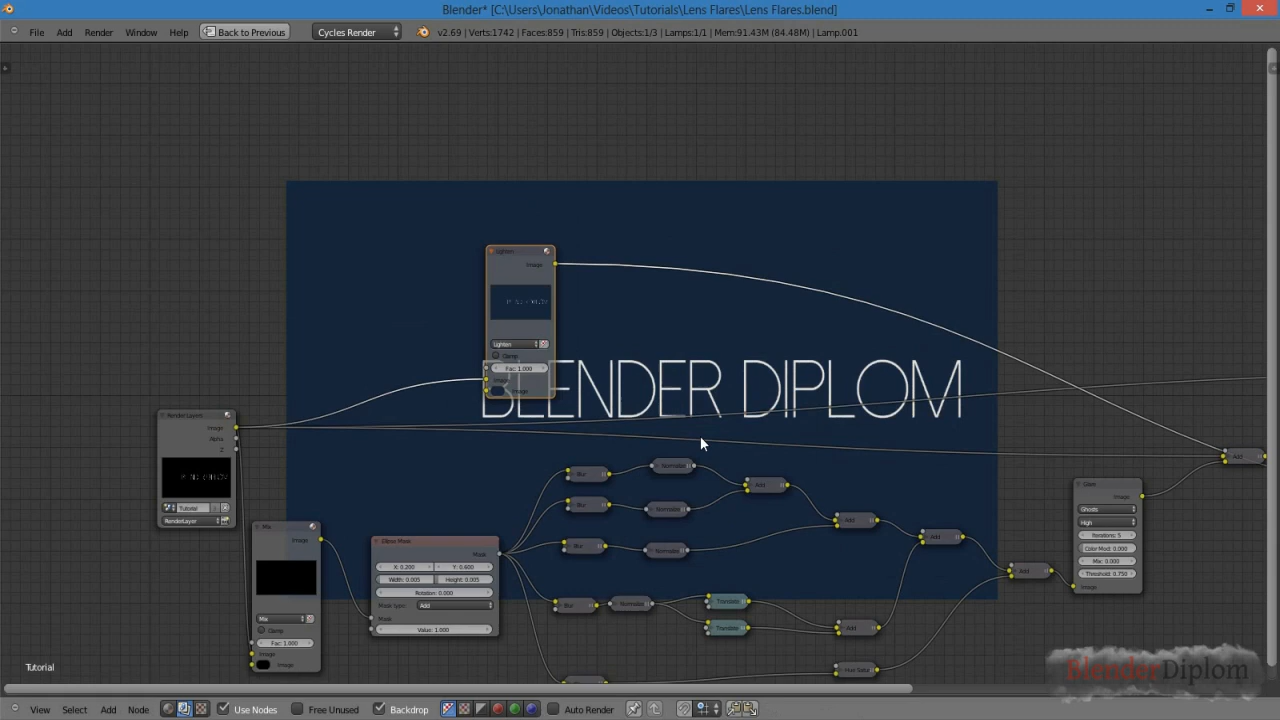 Blender* [C:\Users\Jonathan\Videos\Tutorials\Lens Flares\Lens Flares.blend]
File Add Render Window Help Back to Previous Cycles Render v2.69 | Verts:1742 | Faces:859 | Tris:859 | Objects:1/3 | Lamps:1/1 | Mem:91.43M (84.48M) | Lamp.001
Lighten
Image
Lighten
Clamp
Fac: 1.000
Image
Image
BLENDER DIPLOM
RenderLayers
Image
Alpha
Z
Tutorial
RenderLayer
Mix
Image
Mix
Clamp
Fac: 1.000
Image
Image
Ellipse Mask
Mask
X: 0.200 Y: 0.600
Width: 0.005 Height: 0.005
Rotation: 0.000
Mask type: Add
Mask
Value: 1.000
Blur Normalize
Add
Blur Normalize
Add
Blur Normalize
Add
Blur Normalize
Translate
Translate
Add
Add
Hue Satur
Add
Glare
Image
Ghosts
High
Iterations: 5
Color Mod: 0.000
Mix: 0.000
Threshold: 0.750
Tutorial
BlenderDiplom
View Select Add Node Use Nodes Free Unused Backdrop Auto Render